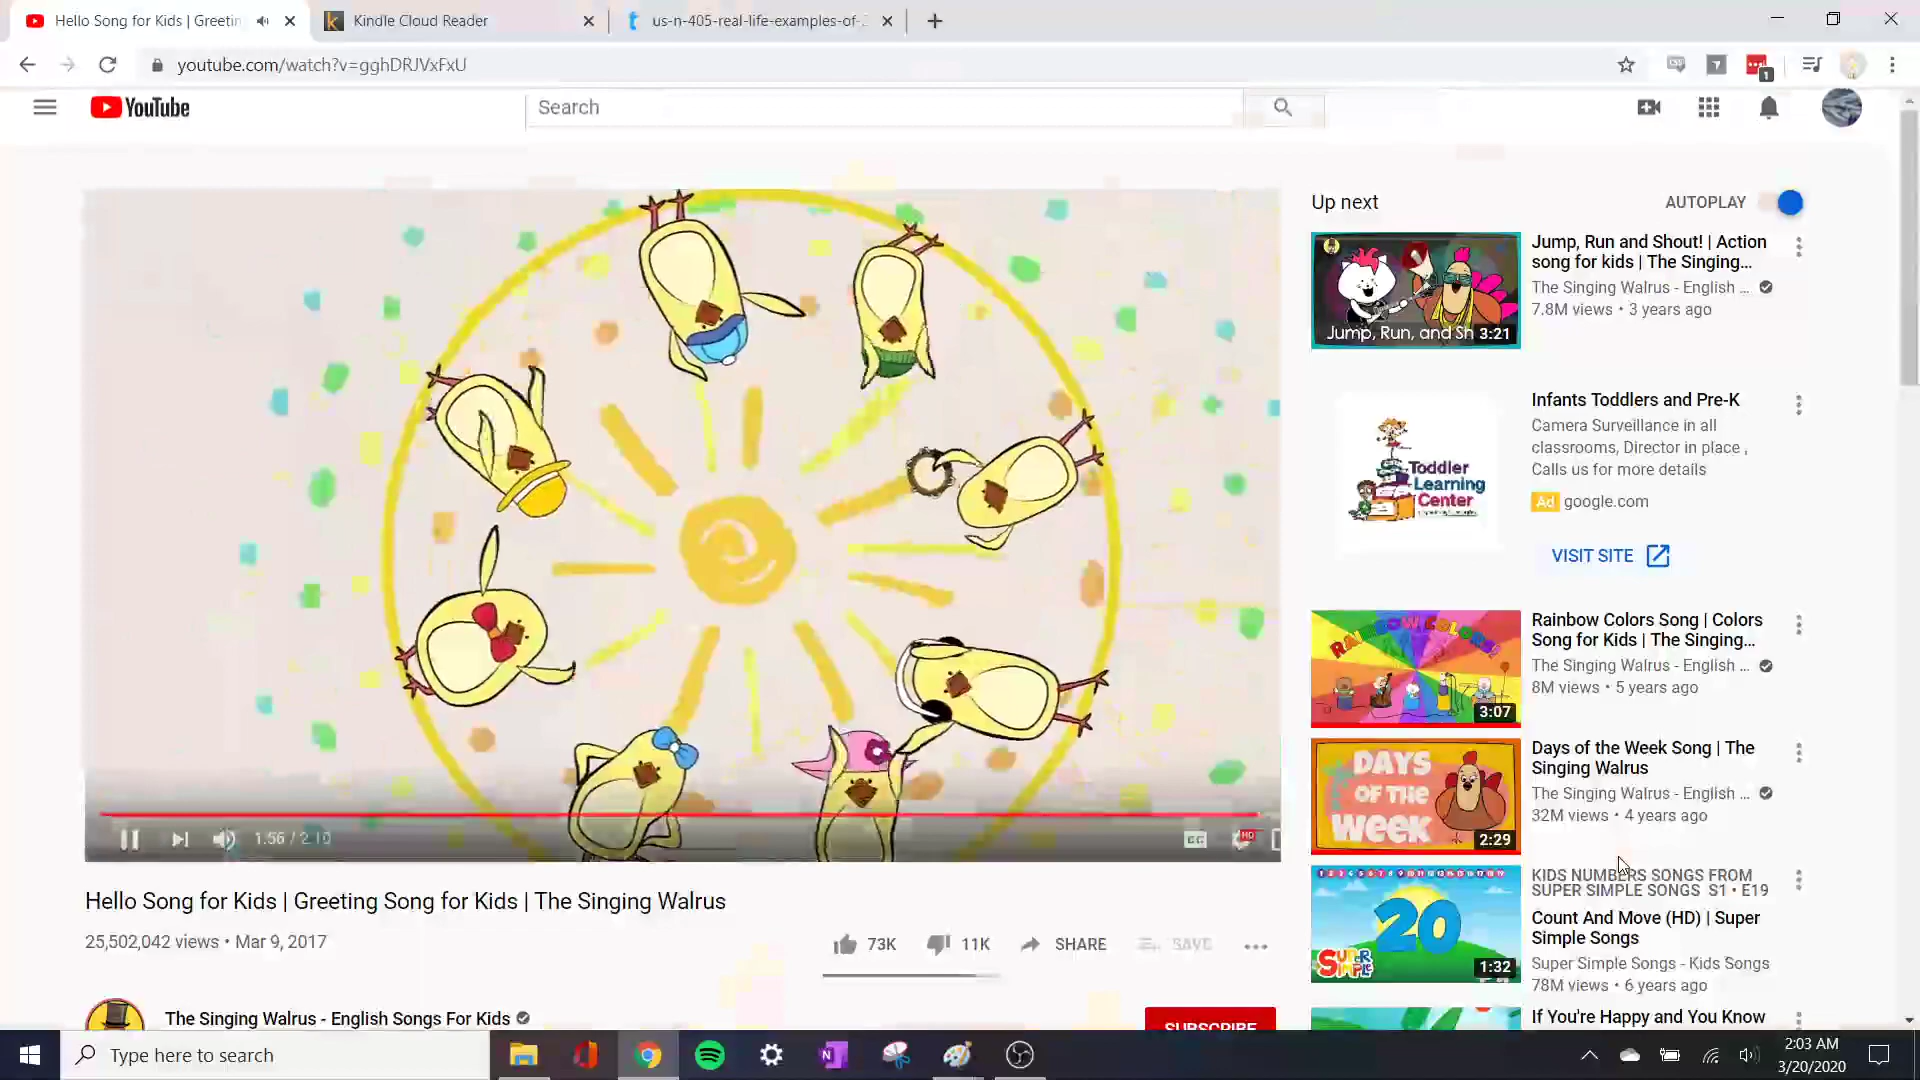 Hello Song for Kids | Greetin
Kindle Cloud Reader
us-n-405-real-life-examples-of-
youtube.com/watch?v=gghDRJVxFxU
1
YouTube
Search
Up next
AUTOPLAY
Jump, Run and Sh 3:21
Jump, Run and Shout! | Action
song for kids | The Singing...
The Singing Walrus - English ...
7.8M views • 3 years ago
Toddler
Learning
Center
Infants Toddlers and Pre-K
Camera Surveillance in all
classrooms, Director in place ,
Calls us for more details
Ad google.com
VISIT SITE
RAINBOW COLORS
3:07
Rainbow Colors Song | Colors
Song for Kids | The Singing...
The Singing Walrus - English ...
8M views • 5 years ago
DAYS
OF THE
WEEK
2:29
Days of the Week Song | The
Singing Walrus
The Singing Walrus - English ...
32M views • 4 years ago
20
SUPER
SIMPLE
1:32
KIDS NUMBERS SONGS FROM
SUPER SIMPLE SONGS S1 • E19
Count And Move (HD) | Super
Simple Songs
Super Simple Songs - Kids Songs
78M views • 6 years ago
If You're Happy and You Know
1:56 / 2:10
CC
HD
Hello Song for Kids | Greeting Song for Kids | The Singing Walrus
25,502,042 views • Mar 9, 2017
73K
11K
SHARE
SAVE
The Singing Walrus - English Songs For Kids
SUBSCRIBE
Type here to search
2:03 AM
3/20/2020